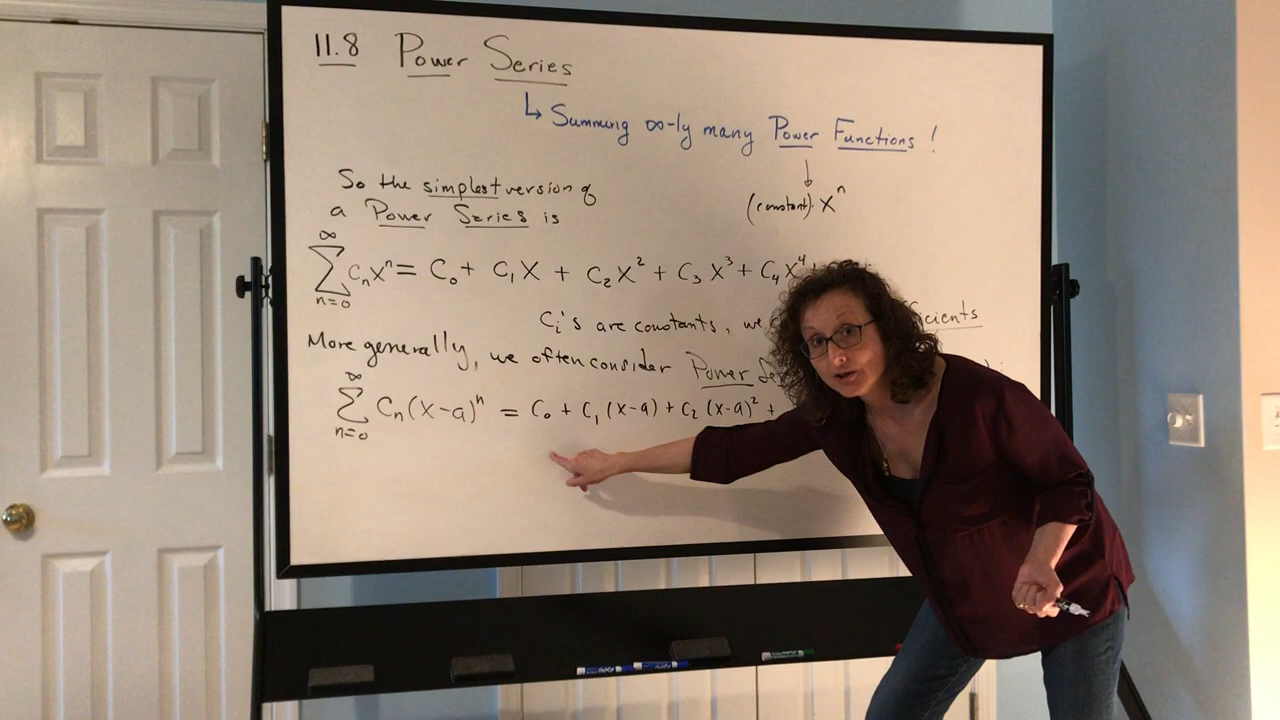 11.8 Power Series
↳ Summing ∞-ly many Power Functions!
(constant)·xⁿ
So the simplest version of
a Power Series is
∑_{n=0}^{∞} Cₙxⁿ = C₀ + C₁x + C₂x² + C₃x³ + C₄x⁴
Cᵢ's are constants, we
More generally, we often consider Power
∑_{n=0}^{∞} Cₙ(x-a)ⁿ = C₀ + C₁(x-a) + C₂(x-a)² +